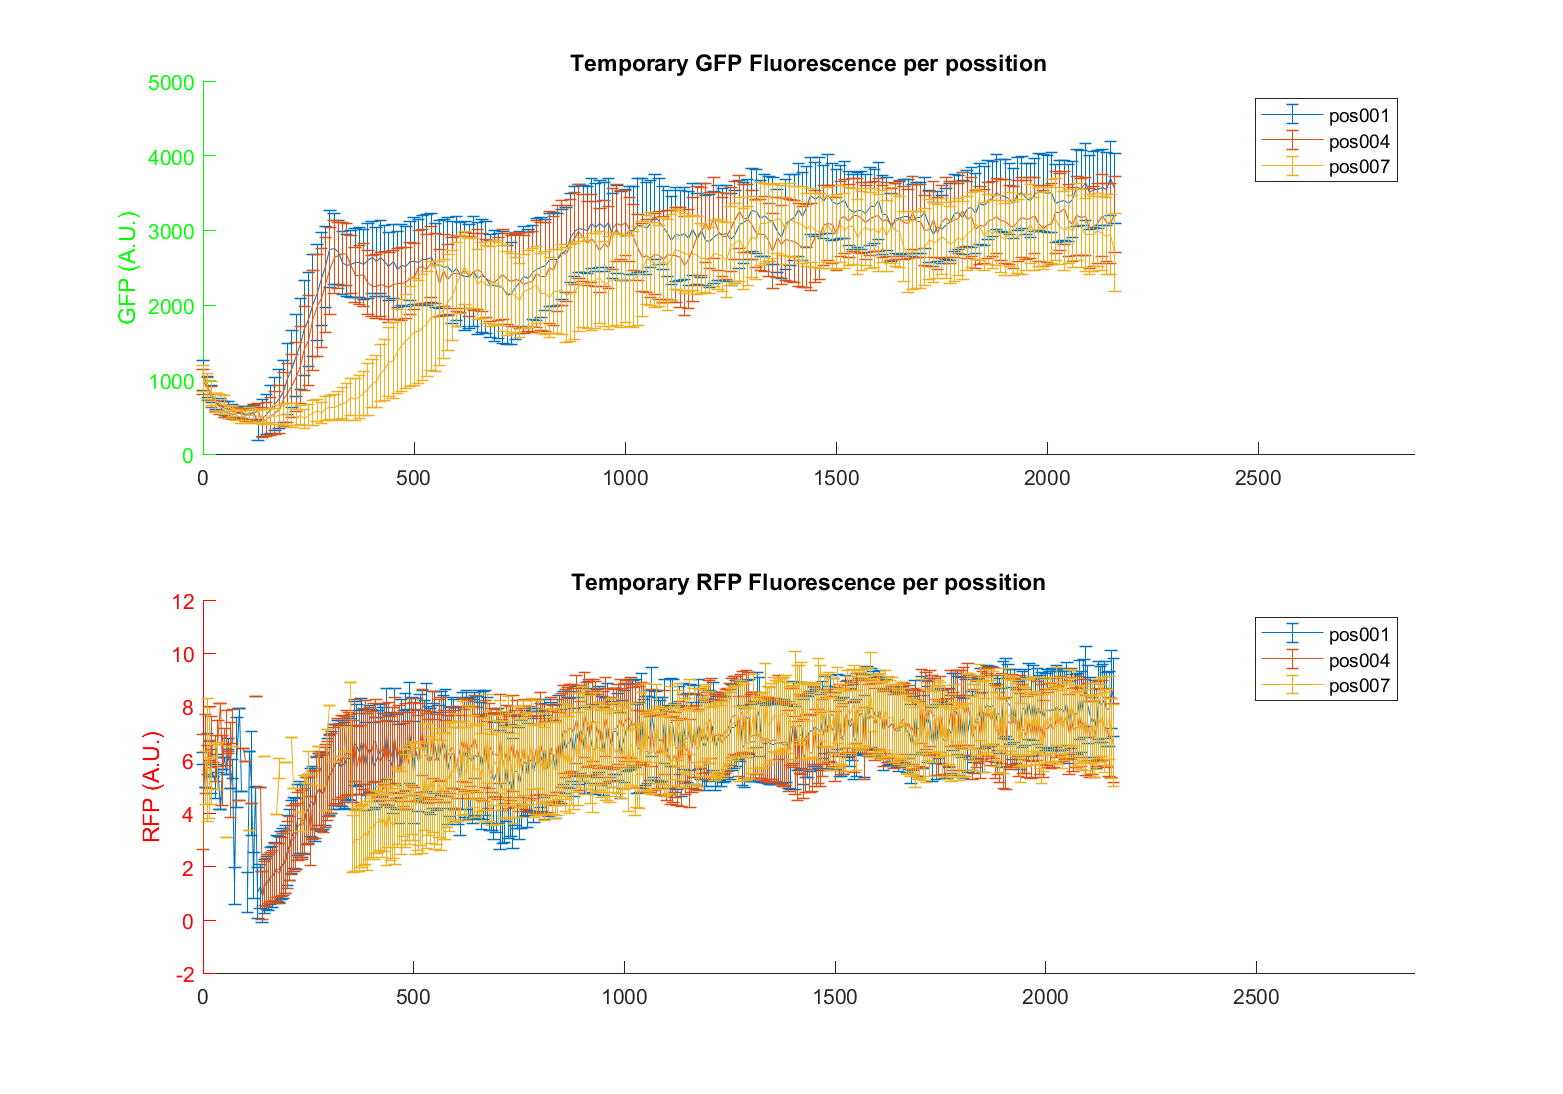 Temporary GFP Fluorescence per possition
5000
4000
3000
2000
1000
0
GFP (A.U.)
0 500 1000 1500 2000 2500
pos001
pos004
pos007
Temporary RFP Fluorescence per possition
12
10
8
6
4
2
0
-2
RFP (A.U.)
0 500 1000 1500 2000 2500
pos001
pos004
pos007